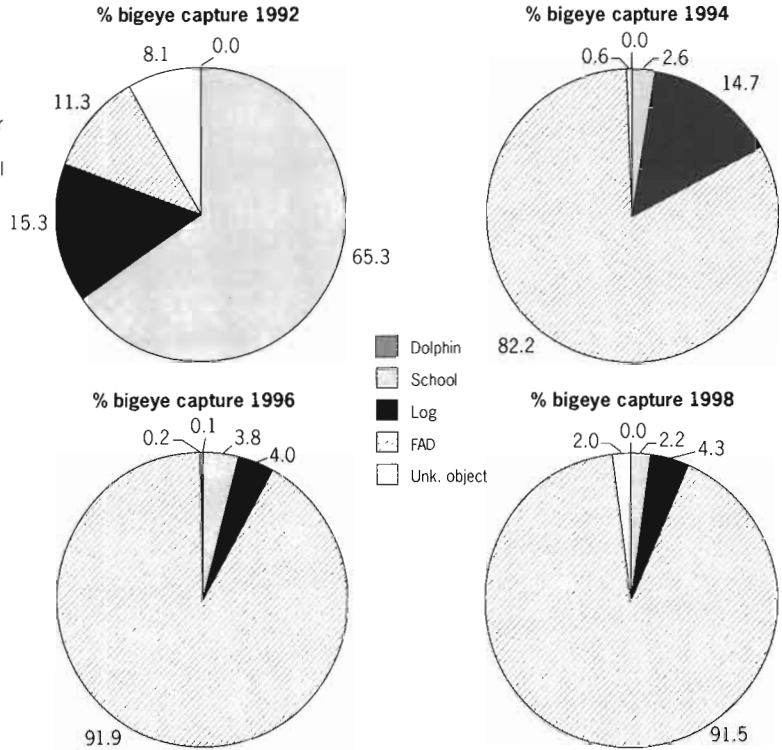 % bigeye capture 1992
8.1
0.0
11.3
15.3
65.3
% bigeye capture 1994
0.0
0.6
2.6
14.7
82.2
Dolphin
School
Log
FAD
Unk. object
% bigeye capture 1996
0.1
0.2
3.8
4.0
91.9
% bigeye capture 1998
0.0
2.0
2.2
4.3
91.5